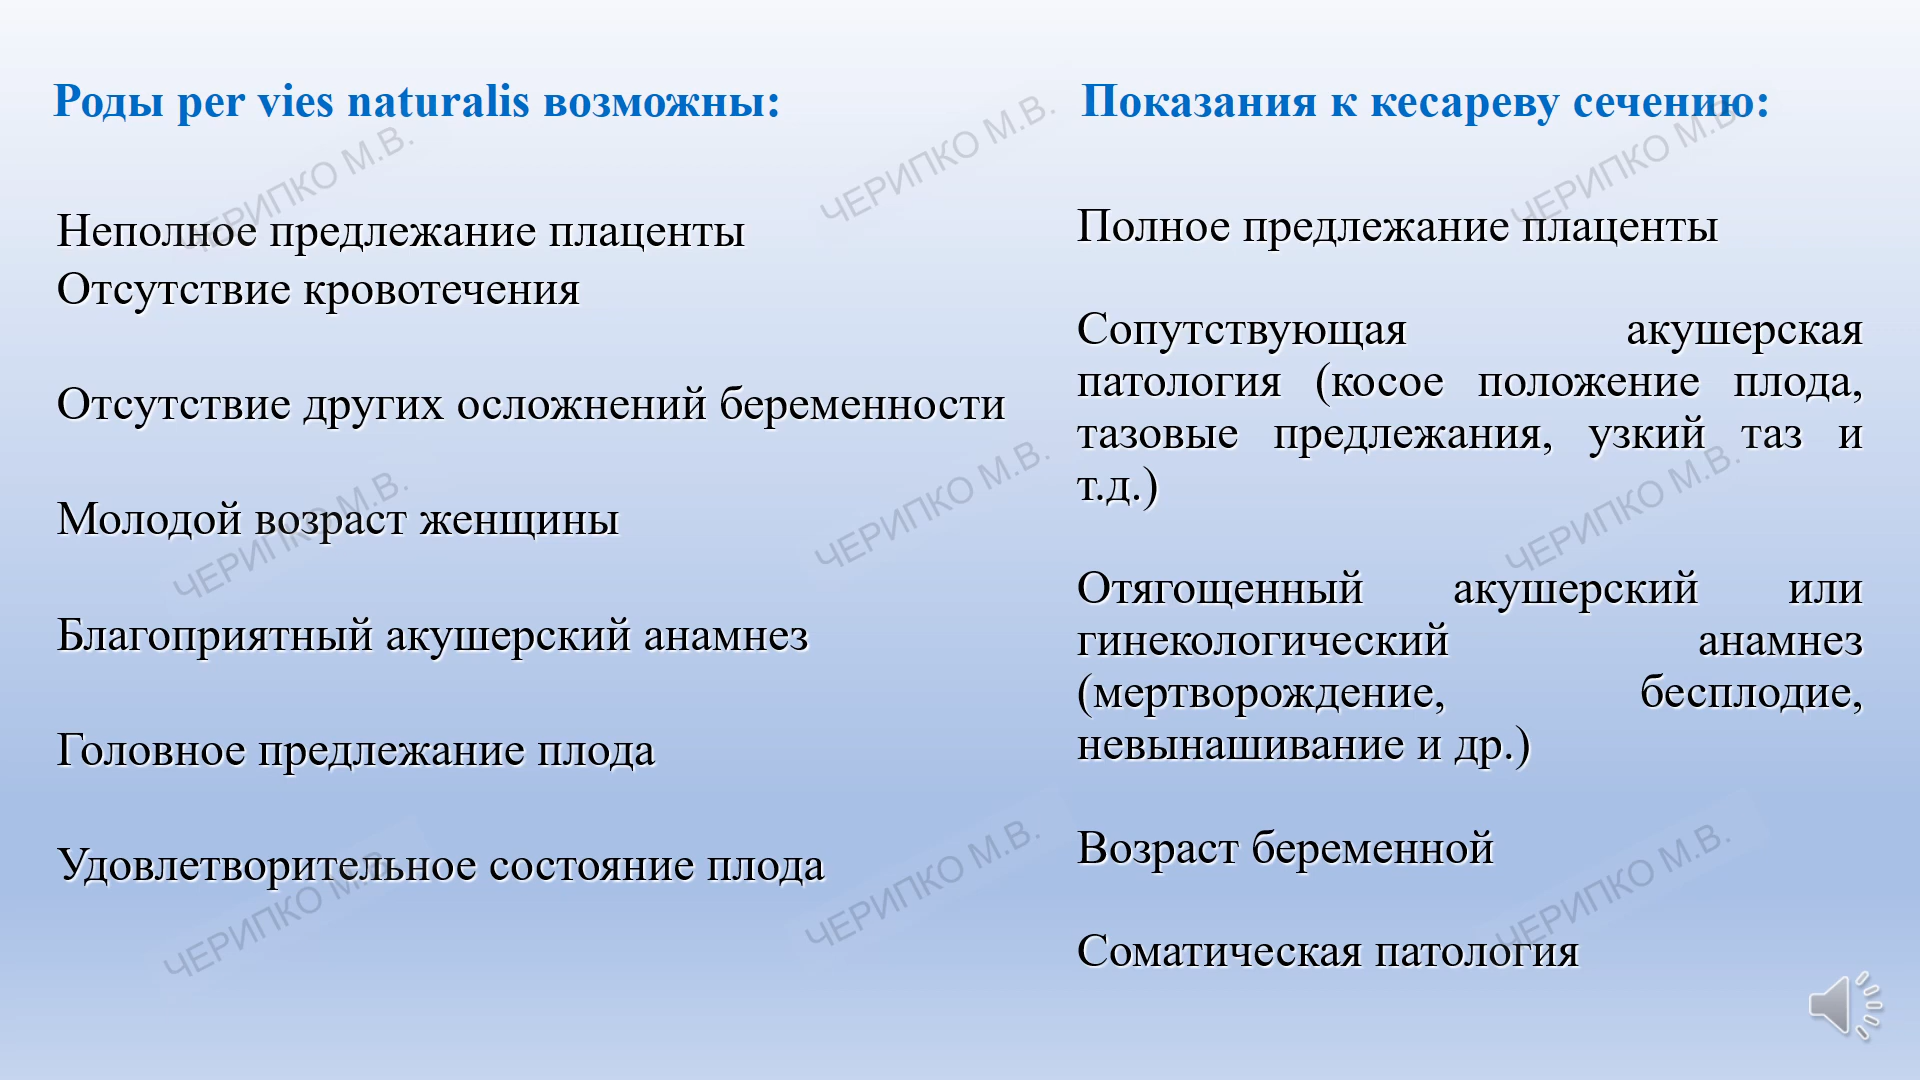 Роды per vies naturalis возможны:
Неполное предлежание плаценты
Отсутствие кровотечения
Отсутствие других осложнений беременности
Молодой возраст женщины
Благоприятный акушерский анамнез
Головное предлежание плода
Удовлетворительное состояние плода
Показания к кесареву сечению:
Полное предлежание плаценты
Сопутствующая акушерская
патология (косое положение плода,
тазовые предлежания, узкий таз и
т.д.)
Отягощенный акушерский или
гинекологический анамнез
(мертворождение, бесплодие,
невынашивание и др.)
Возраст беременной
Соматическая патология
ЧЕРИПКО М.В.
ЧЕРИПКО М.В.
ЧЕРИПКО М.В.
ЧЕРИПКО М.В.
ЧЕРИПКО М.В.
ЧЕРИПКО М.В.
ЧЕРИПКО М.В.
ЧЕРИПКО М.В.
ЧЕРИПКО М.В.